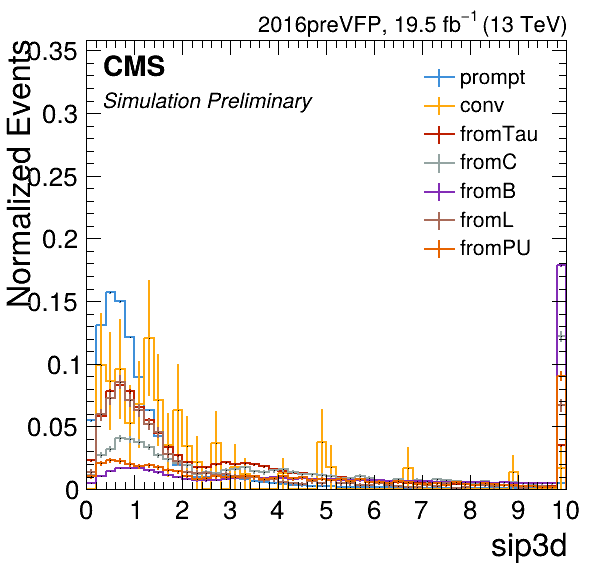 2016preVFP, 19.5 fb⁻¹ (13 TeV)
CMS
Simulation Preliminary
prompt
conv
fromTau
fromC
fromB
fromL
fromPU
Normalized Events
0.35
0.3
0.25
0.2
0.15
0.1
0.05
0
0 1 2 3 4 5 6 7 8 9 10
sip3d